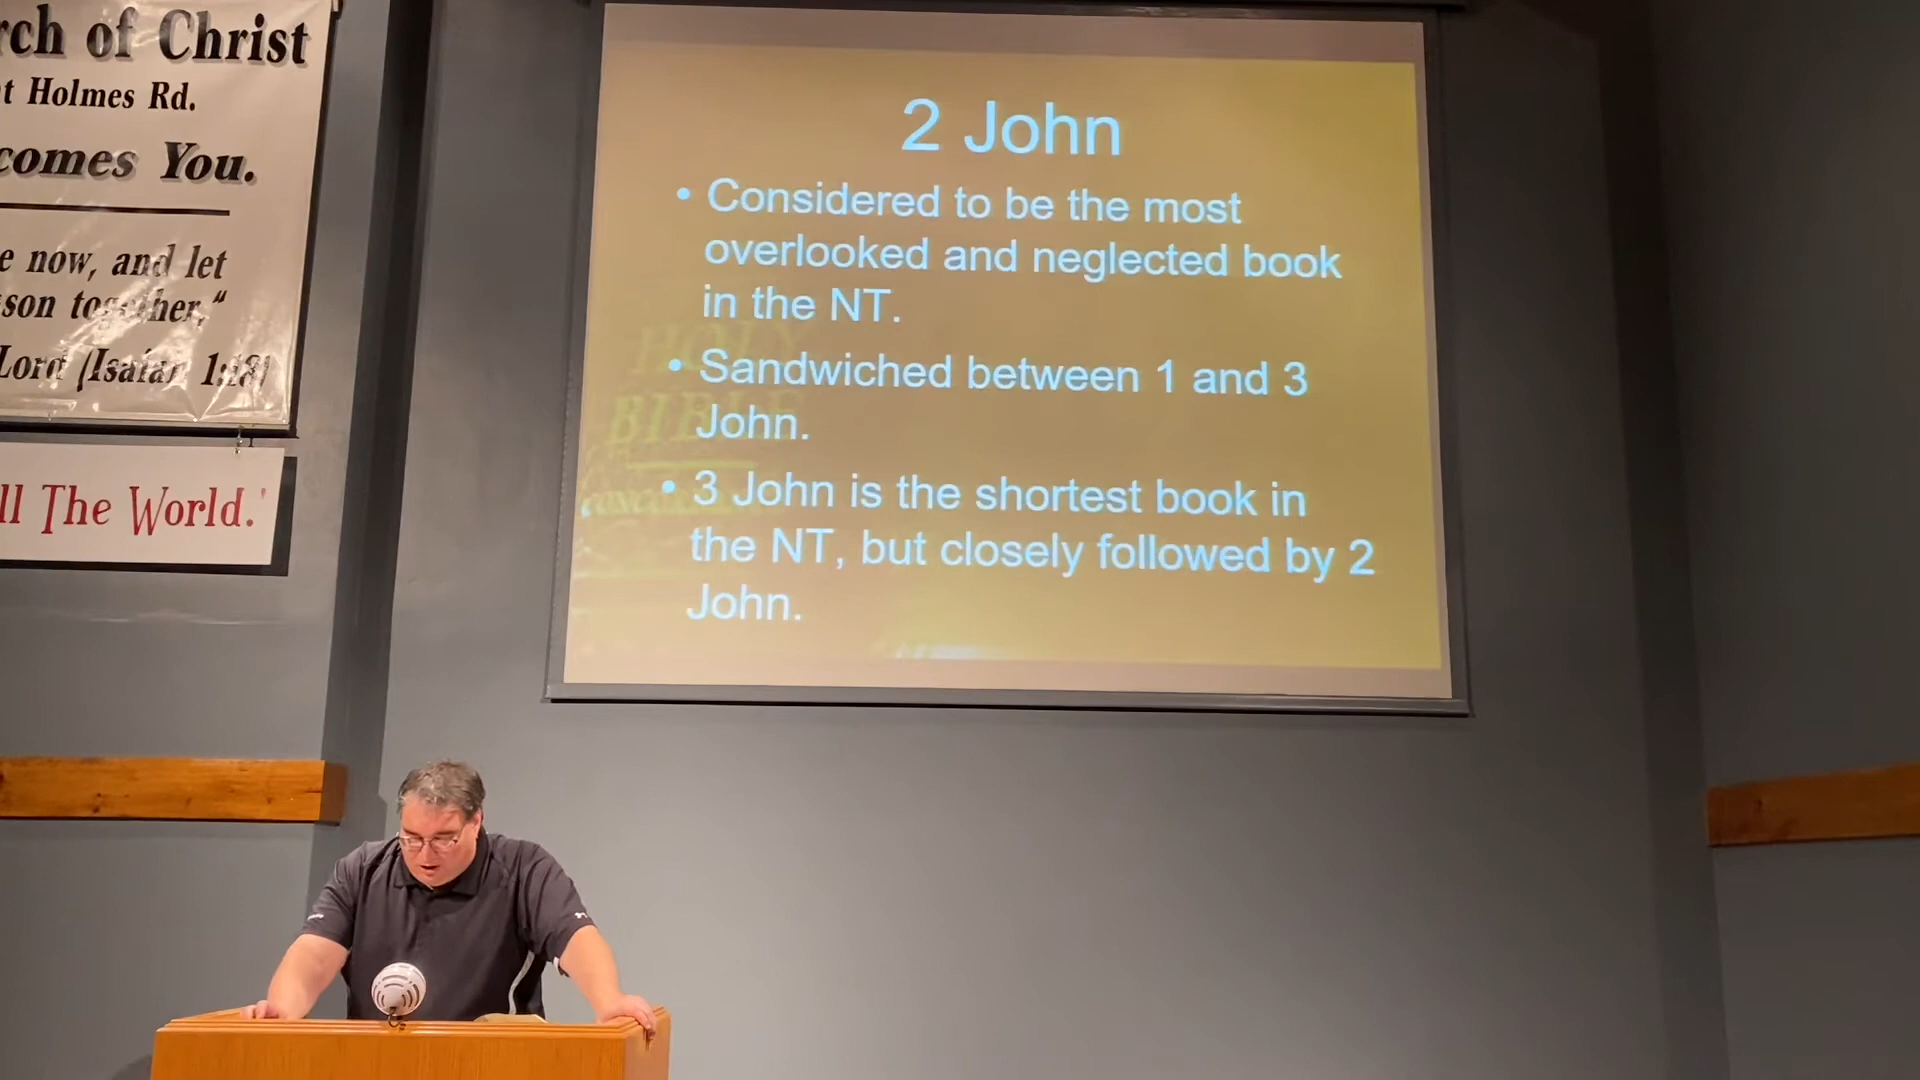 rch of Christ
t Holmes Rd.
comes You.
e now, and let
son together,“
Lord (Isaiah 1:18)
ll The World.'
2 John
• Considered to be the most
overlooked and neglected book
in the NT.
• Sandwiched between 1 and 3
John.
• 3 John is the shortest book in
the NT, but closely followed by 2
John.
HOLY
BIBLE